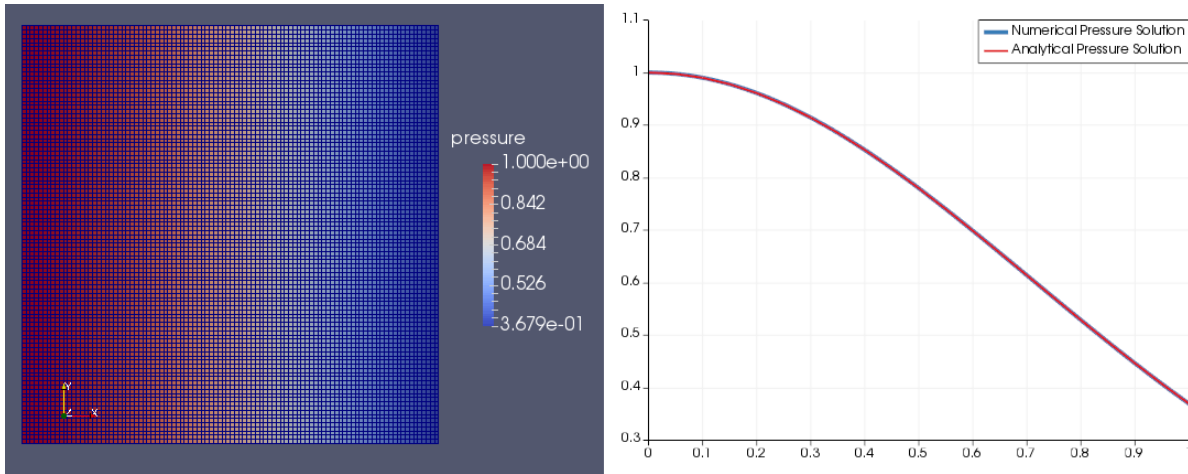 pressure
1.000e+00
0.842
0.684
0.526
3.679e-01
Y
Z X
Numerical Pressure Solution
Analytical Pressure Solution
1.1
1
0.9
0.8
0.7
0.6
0.5
0.4
0.3
0 0.1 0.2 0.3 0.4 0.5 0.6 0.7 0.8 0.9